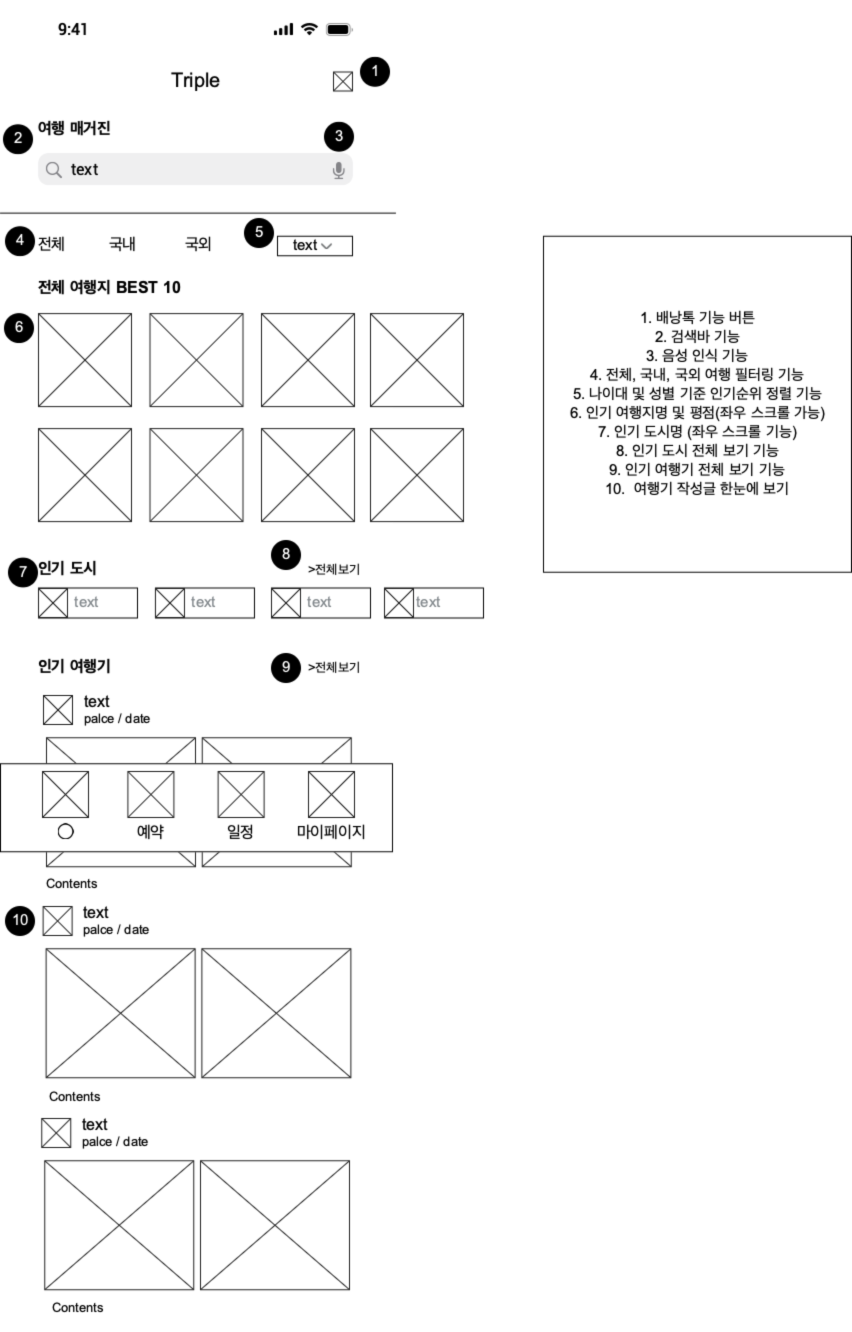 9:41
Triple
1
여행 매거진
2
3
text
4
전체
국내
국외
5
text
전체 여행지 BEST 10
6
7
인기 도시
8
>전체보기
text
text
text
text
인기 여행기
9
>전체보기
text
palce / date
예약
일정
마이페이지
Contents
10
text
palce / date
Contents
text
palce / date
Contents
1. 배낭톡 기능 버튼
2. 검색바 기능
3. 음성 인식 기능
4. 전체, 국내, 국외 여행 필터링 기능
5. 나이대 및 성별 기준 인기순위 정렬 기능
6. 인기 여행지명 및 평점(좌우 스크롤 가능)
7. 인기 도시명 (좌우 스크롤 기능)
8. 인기 도시 전체 보기 기능
9. 인기 여행기 전체 보기 기능
10. 여행기 작성글 한눈에 보기